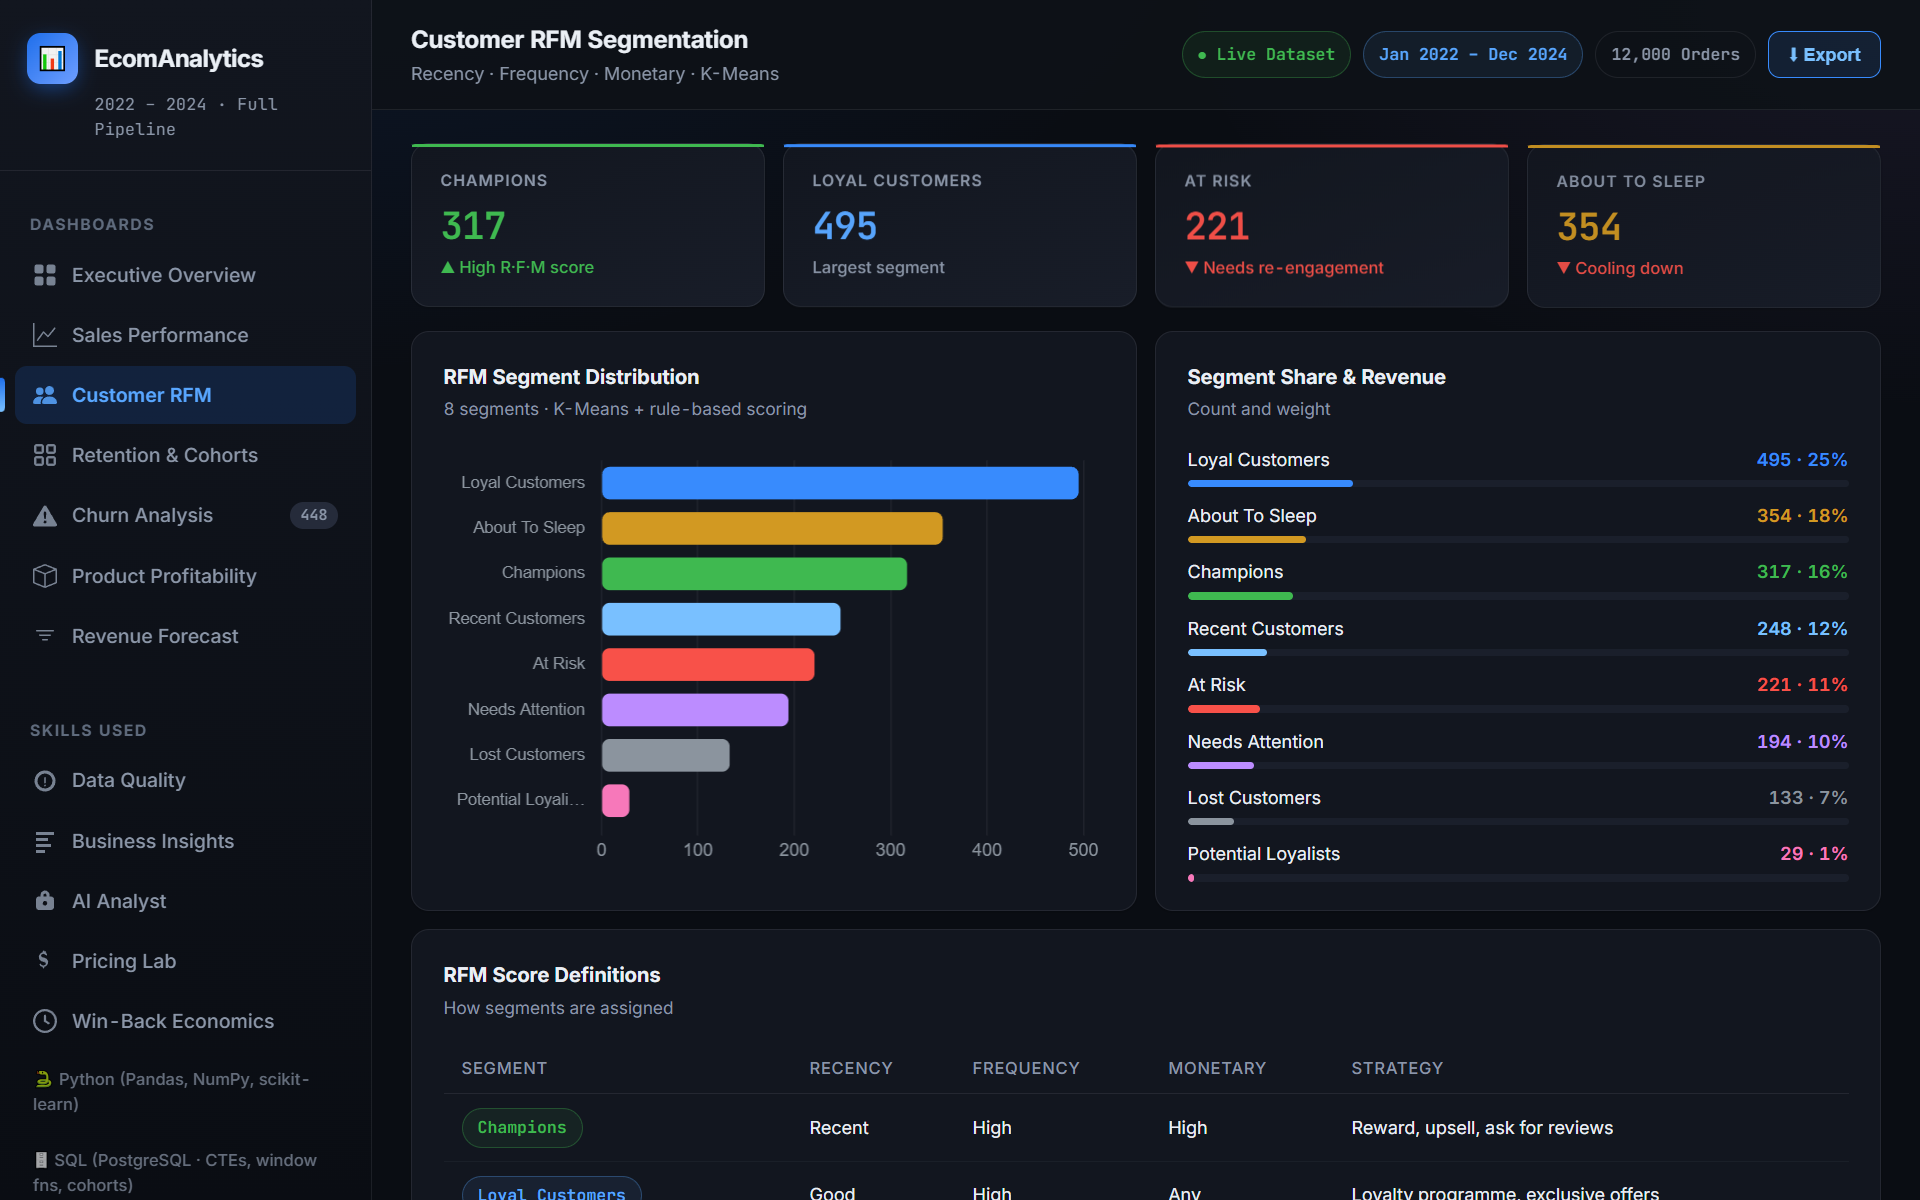 EcomAnalytics
2022 – 2024 · Full
Pipeline
DASHBOARDS
Executive Overview
Sales Performance
Customer RFM
Retention & Cohorts
Churn Analysis
448
Product Profitability
Revenue Forecast
SKILLS USED
Data Quality
Business Insights
AI Analyst
Pricing Lab
Win-Back Economics
Python (Pandas, NumPy, scikit-
learn)
SQL (PostgreSQL · CTEs, window
fns, cohorts)
Customer RFM Segmentation
Recency · Frequency · Monetary · K-Means
● Live Dataset
Jan 2022 – Dec 2024
12,000 Orders
⬇ Export
CHAMPIONS
317
▲ High R·F·M score
LOYAL CUSTOMERS
495
Largest segment
AT RISK
221
▼ Needs re-engagement
ABOUT TO SLEEP
354
▼ Cooling down
RFM Segment Distribution
8 segments · K-Means + rule-based scoring
Loyal Customers
About To Sleep
Champions
Recent Customers
At Risk
Needs Attention
Lost Customers
Potential Loyali…
0 100 200 300 400 500
Segment Share & Revenue
Count and weight
Loyal Customers 495 · 25%
About To Sleep 354 · 18%
Champions 317 · 16%
Recent Customers 248 · 12%
At Risk 221 · 11%
Needs Attention 194 · 10%
Lost Customers 133 · 7%
Potential Loyalists 29 · 1%
RFM Score Definitions
How segments are assigned
SEGMENT RECENCY FREQUENCY MONETARY STRATEGY
Champions Recent High High Reward, upsell, ask for reviews
Loyal Customers Good High Any Loyalty programme, exclusive offers